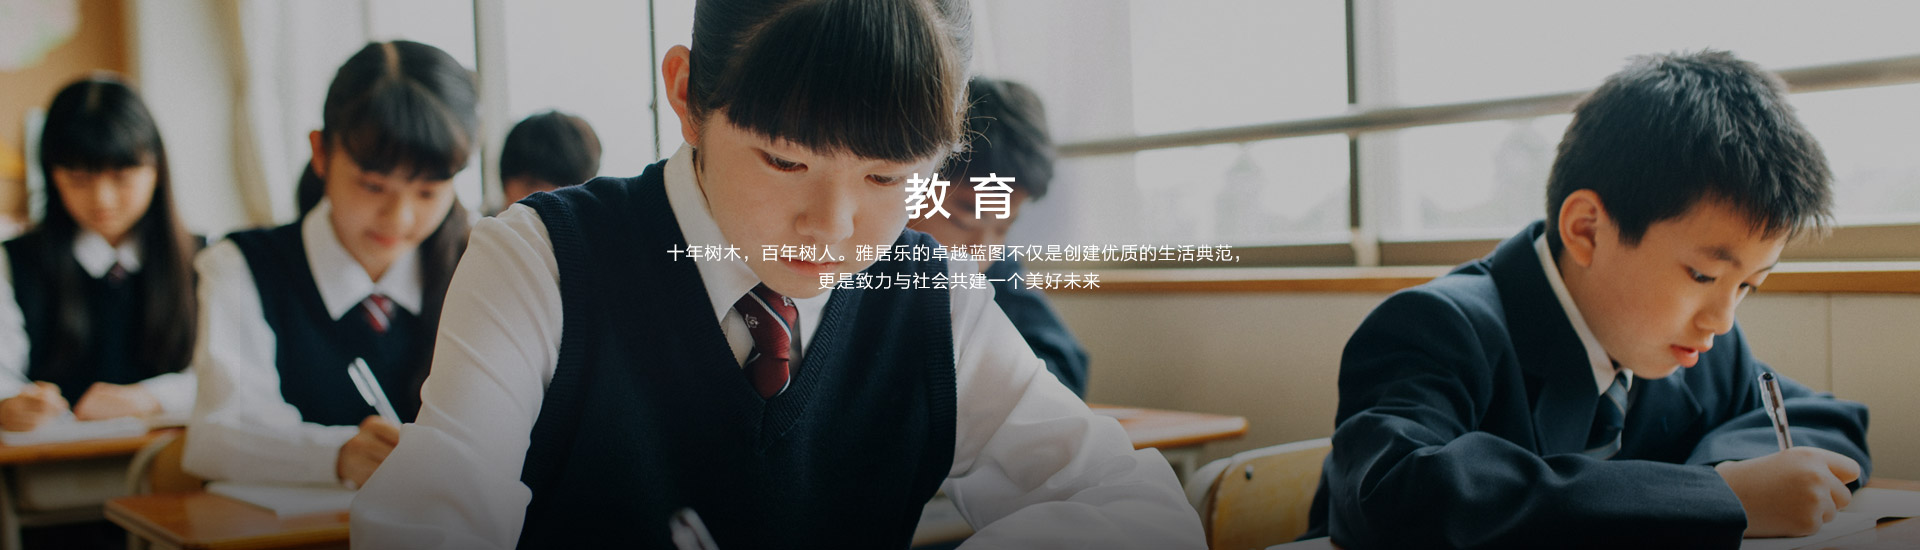 教育
十年树木，百年树人。雅居乐的卓越蓝图不仅是创建优质的生活典范，
更是致力与社会共建一个美好未来